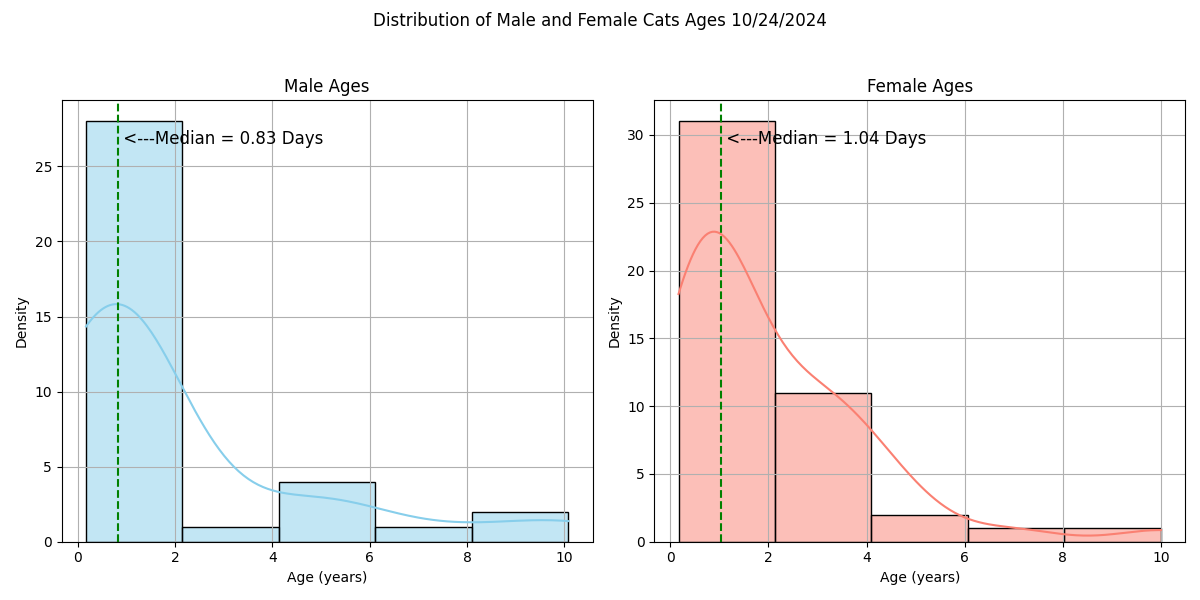 Distribution of Male and Female Cats Ages 10/24/2024
Male Ages
<---Median = 0.83 Days
Density
25
20
15
10
5
0
0 2 4 6 8 10
Age (years)
Female Ages
<---Median = 1.04 Days
Density
30
25
20
15
10
5
0
0 2 4 6 8 10
Age (years)